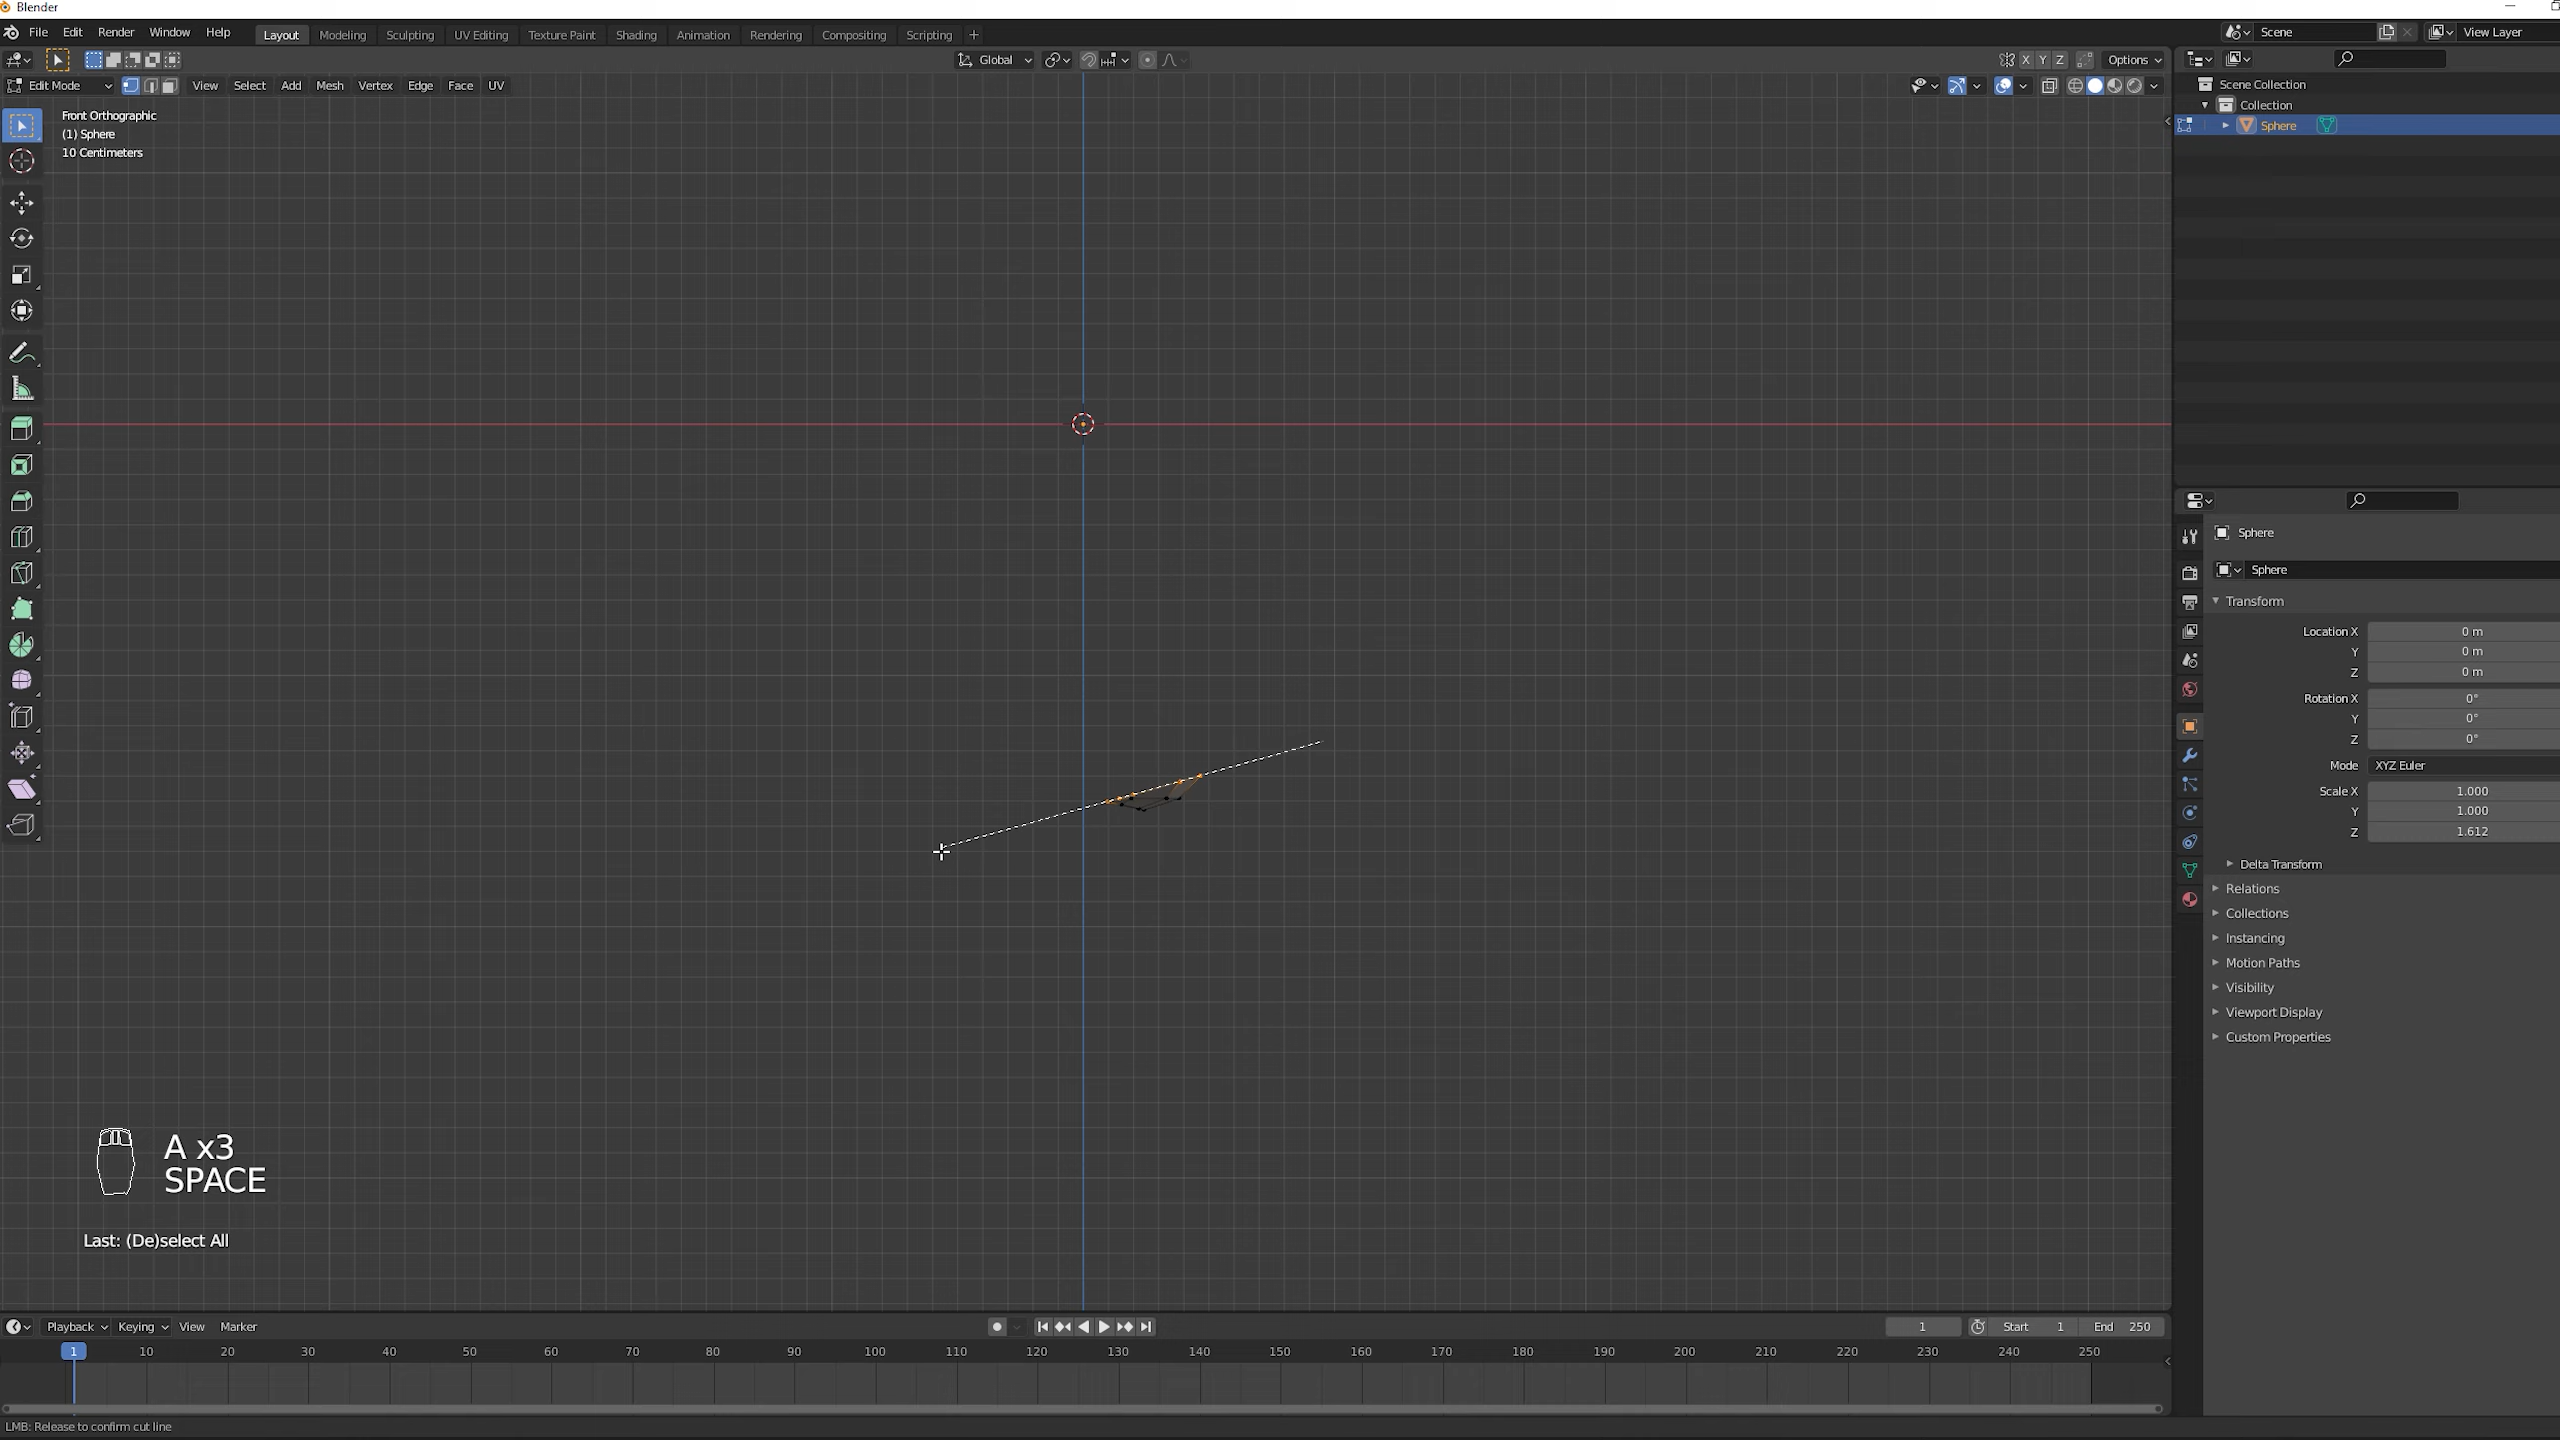 Blender
File Edit Render Window Help Layout Modeling Sculpting UV Editing Texture Paint Shading Animation Rendering Compositing Scripting +
Scene
View Layer
Global
X Y Z
Options
Edit Mode View Select Add Mesh Vertex Edge Face UV
Front Orthographic
(1) Sphere
10 Centimeters
Scene Collection
Collection
Sphere
Sphere
Sphere
Transform
Location X 0 m
Y 0 m
Z 0 m
Rotation X 0°
Y 0°
Z 0°
Mode XYZ Euler
Scale X 1.000
Y 1.000
Z 1.612
Delta Transform
Relations
Collections
Instancing
Motion Paths
Visibility
Viewport Display
Custom Properties
A x3
SPACE
Last: (De)select All
Playback Keying View Marker
1 Start 1 End 250
1 10 20 30 40 50 60 70 80 90 100 110 120 130 140 150 160 170 180 190 200 210 220 230 240 250
LMB: Release to confirm cut line